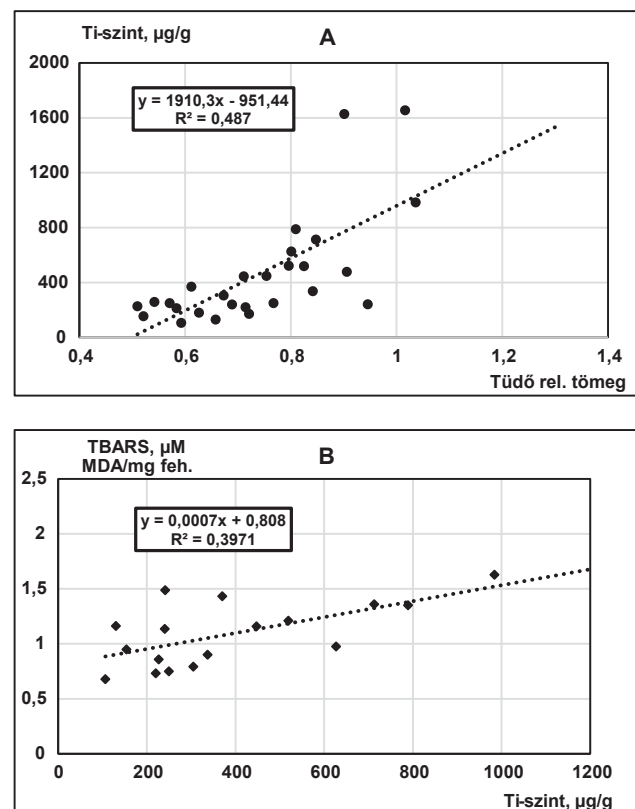 Ti-szint, µg/g
A
2000
1600
1200
800
400
0
y = 1910,3x - 951,44
R² = 0,487
0,4 0,6 0,8 1 1,2 1,4
Tüdő rel. tömeg
TBARS, µM
MDA/mg feh.
B
2,5
2
1,5
1
0,5
0
y = 0,0007x + 0,808
R² = 0,3971
0 200 400 600 800 1000 1200
Ti-szint, µg/g